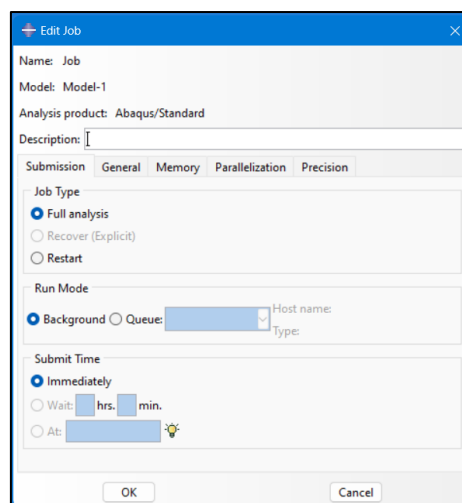 Edit Job
Name: Job
Model: Model-1
Analysis product: Abaqus/Standard
Description:
Submission General Memory Parallelization Precision
Job Type
Full analysis
Recover (Explicit)
Restart
Run Mode
Background Queue: Host name:
Type:
Submit Time
Immediately
Wait: hrs. min.
At:
OK Cancel